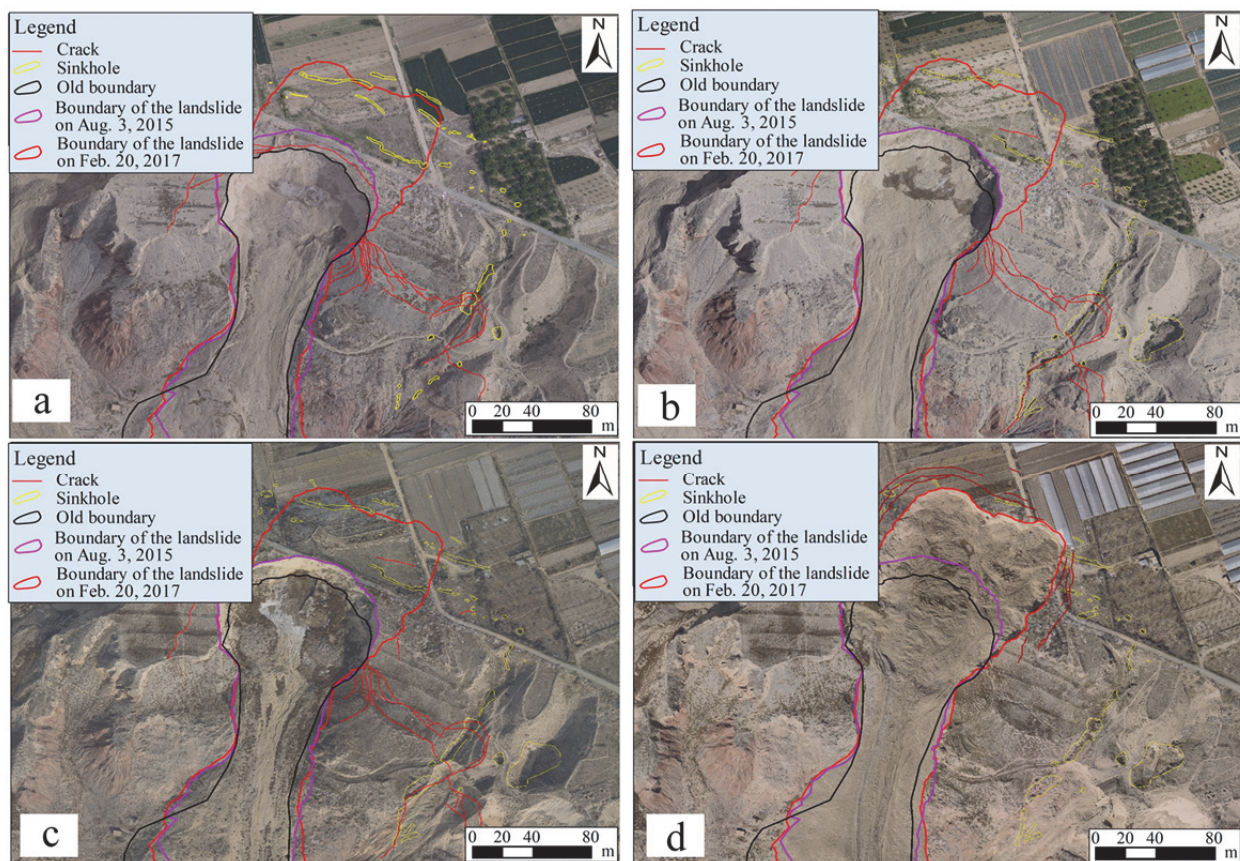 Legend
Crack
Sinkhole
Old boundary
Boundary of the landslide
on Aug. 3, 2015
Boundary of the landslide
on Feb. 20, 2017
N
a
0 20 40 80
m
Legend
Crack
Sinkhole
Old boundary
Boundary of the landslide
on Aug. 3, 2015
Boundary of the landslide
on Feb. 20, 2017
N
b
0 20 40 80
m
Legend
Crack
Sinkhole
Old boundary
Boundary of the landslide
on Aug. 3, 2015
Boundary of the landslide
on Feb. 20, 2017
N
c
0 20 40 80
m
Legend
Crack
Sinkhole
Old boundary
Boundary of the landslide
on Aug. 3, 2015
Boundary of the landslide
on Feb. 20, 2017
N
d
0 20 40 80
m